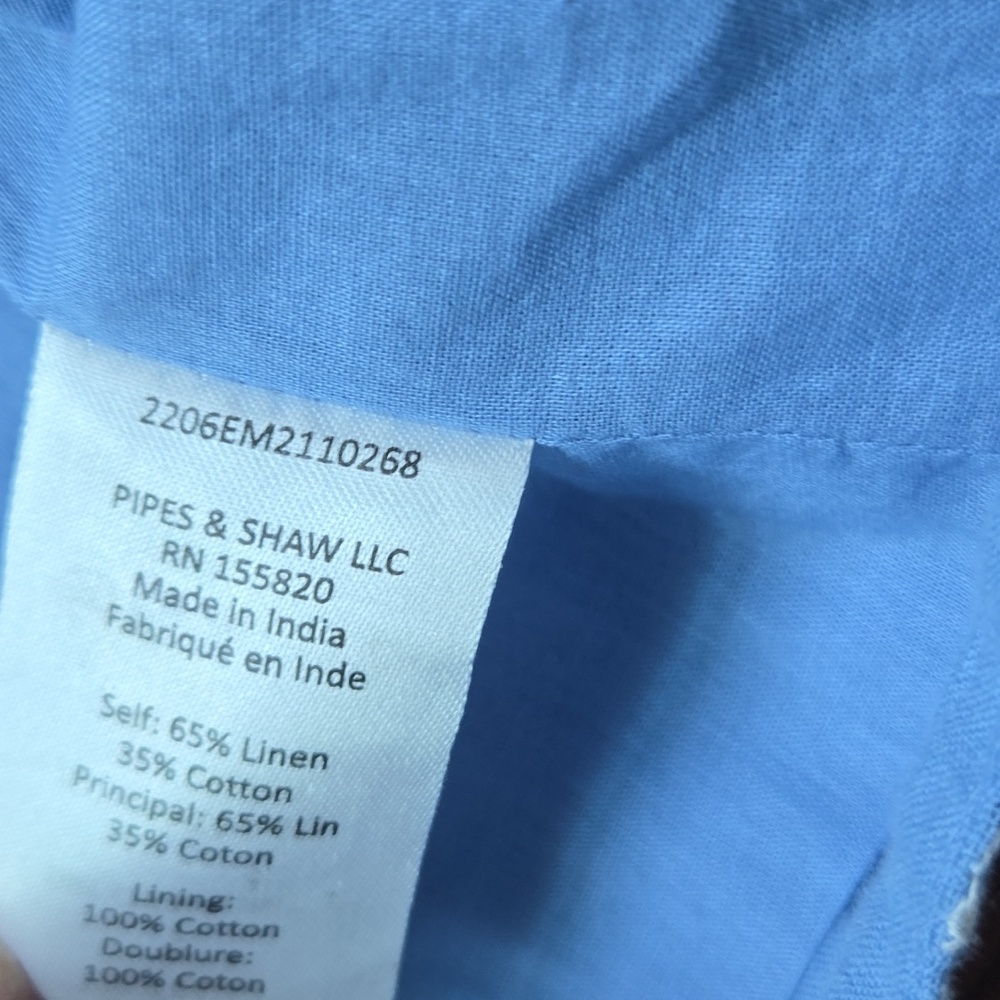 2206EM2110268
PIPES & SHAW LLC
RN 155820
Made in India
Fabriqué en Inde
Self: 65% Linen
35% Cotton
Principal: 65% Lin
35% Coton
Lining:
100% Cotton
Doublure:
100% Coton